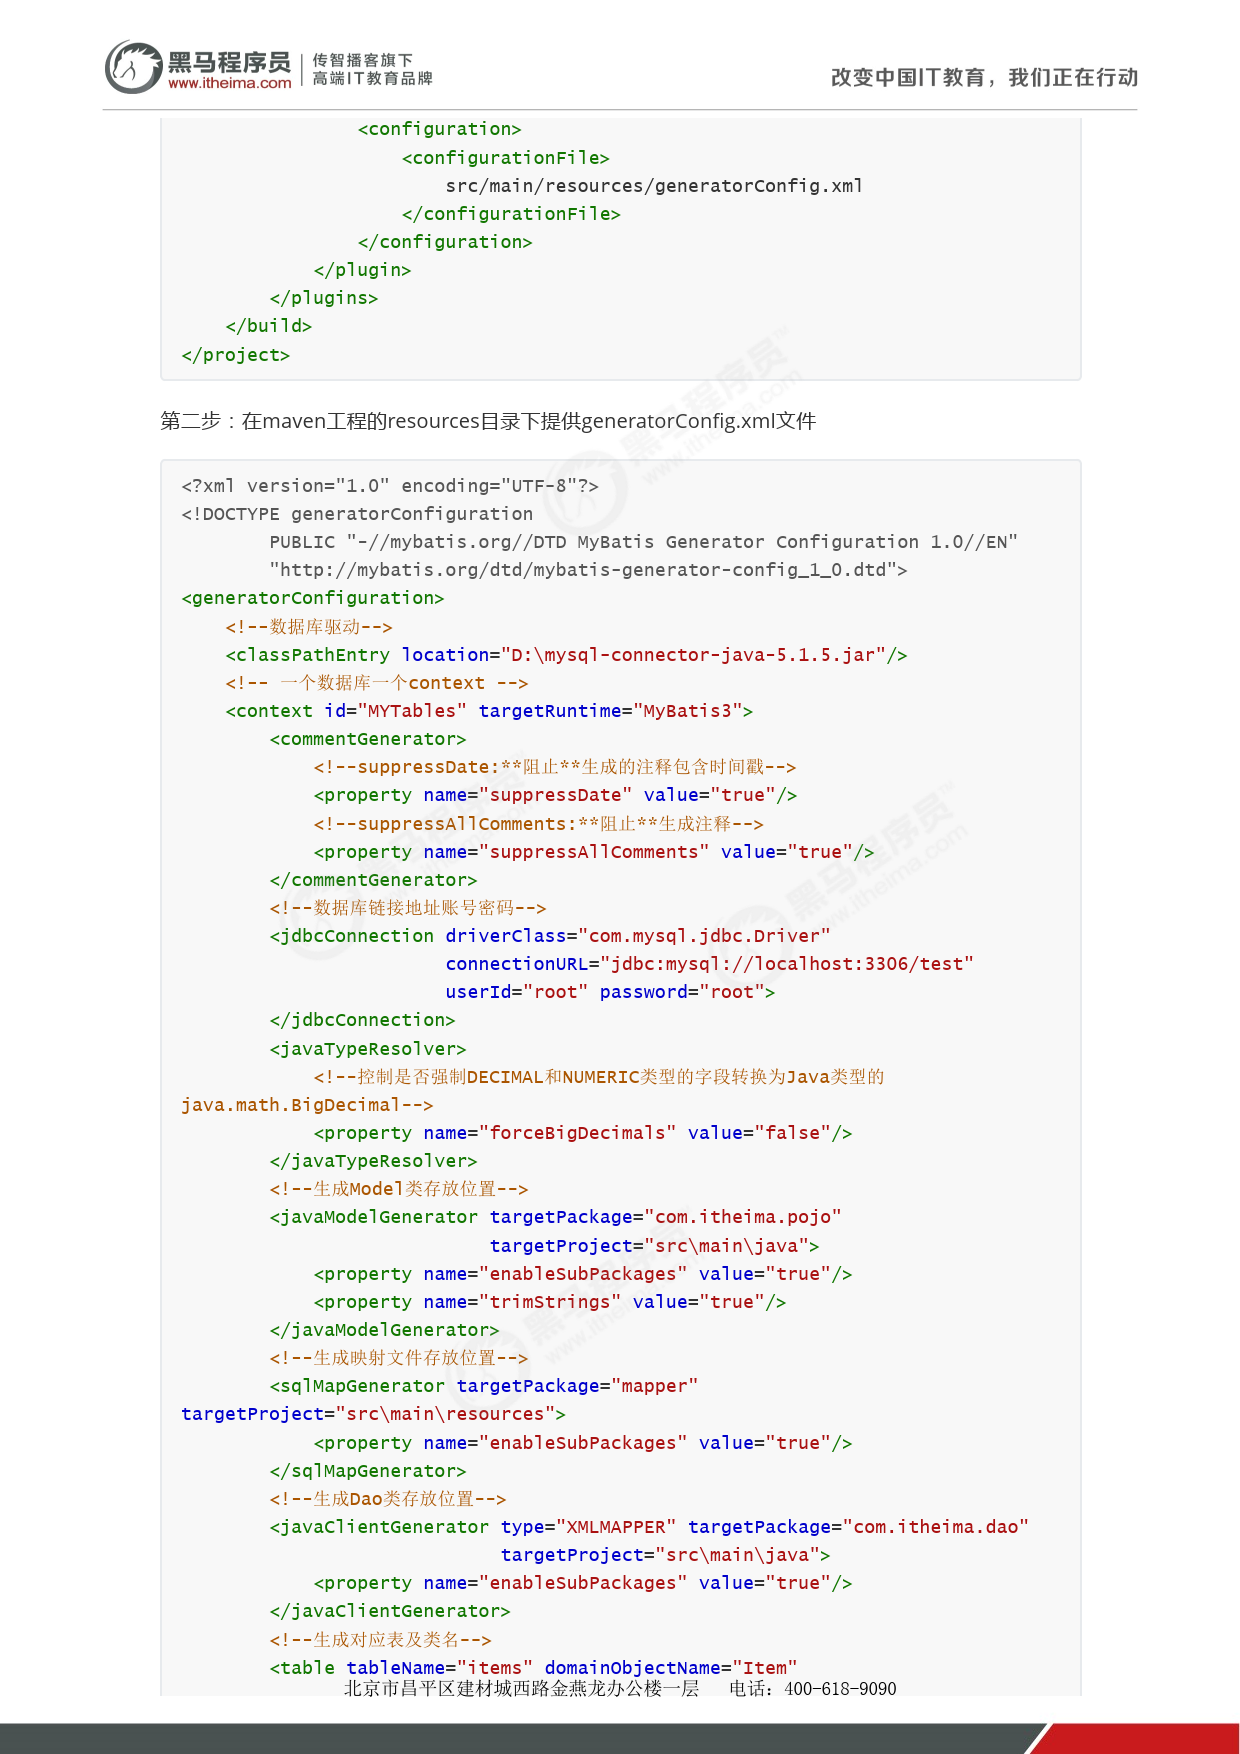 黑马程序员
www.itheima.com
传智播客旗下
高端IT教育品牌
改变中国IT教育，我们正在行动
                <configuration>
                    <configurationFile>
                        src/main/resources/generatorConfig.xml
                    </configurationFile>
                </configuration>
            </plugin>
        </plugins>
    </build>
</project>
第二步：在maven工程的resources目录下提供generatorConfig.xml文件
<?xml version="1.0" encoding="UTF-8"?>
<!DOCTYPE generatorConfiguration
        PUBLIC "-//mybatis.org//DTD MyBatis Generator Configuration 1.0//EN"
        "http://mybatis.org/dtd/mybatis-generator-config_1_0.dtd">
<generatorConfiguration>
    <!--数据库驱动-->
    <classPathEntry location="D:\mysql-connector-java-5.1.5.jar"/>
    <!-- 一个数据库一个context -->
    <context id="MYTables" targetRuntime="MyBatis3">
        <commentGenerator>
            <!--suppressDate:**阻止**生成的注释包含时间戳-->
            <property name="suppressDate" value="true"/>
            <!--suppressAllComments:**阻止**生成注释-->
            <property name="suppressAllComments" value="true"/>
        </commentGenerator>
        <!--数据库链接地址账号密码-->
        <jdbcConnection driverClass="com.mysql.jdbc.Driver"
                        connectionURL="jdbc:mysql://localhost:3306/test"
                        userId="root" password="root">
        </jdbcConnection>
        <javaTypeResolver>
            <!--控制是否强制DECIMAL和NUMERIC类型的字段转换为Java类型的
java.math.BigDecimal-->
            <property name="forceBigDecimals" value="false"/>
        </javaTypeResolver>
        <!--生成Model类存放位置-->
        <javaModelGenerator targetPackage="com.itheima.pojo"
                            targetProject="src\main\java">
            <property name="enableSubPackages" value="true"/>
            <property name="trimStrings" value="true"/>
        </javaModelGenerator>
        <!--生成映射文件存放位置-->
        <sqlMapGenerator targetPackage="mapper"
targetProject="src\main\resources">
            <property name="enableSubPackages" value="true"/>
        </sqlMapGenerator>
        <!--生成Dao类存放位置-->
        <javaClientGenerator type="XMLMAPPER" targetPackage="com.itheima.dao"
                             targetProject="src\main\java">
            <property name="enableSubPackages" value="true"/>
        </javaClientGenerator>
        <!--生成对应表及类名-->
        <table tableName="items" domainObjectName="Item"
北京市昌平区建材城西路金燕龙办公楼一层   电话：400-618-9090